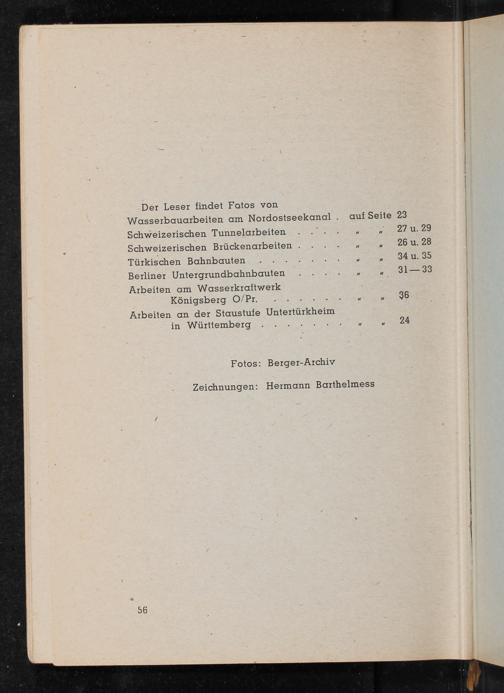 Der Leser findet Fotos von
Wasserbauarbeiten am Nordostseekanal . auf Seite 23
Schweizerischen Tunnelarbeiten . . . . „ „ 27 u. 29
Schweizerischen Brückenarbeiten . . . . „ „ 26 u. 28
Türkischen Bahnbauten . . . . . . . „ „ 34 u. 35
Berliner Untergrundbahnbauten . . . . „ „ 31—33
Arbeiten am Wasserkraftwerk
Königsberg O/Pr. . . . . . . „ „ 36
Arbeiten an der Staustufe Untertürkheim
in Württemberg . . . . . . . „ „ 24
Fotos: Berger-Archiv
Zeichnungen: Hermann Barthelmess
56